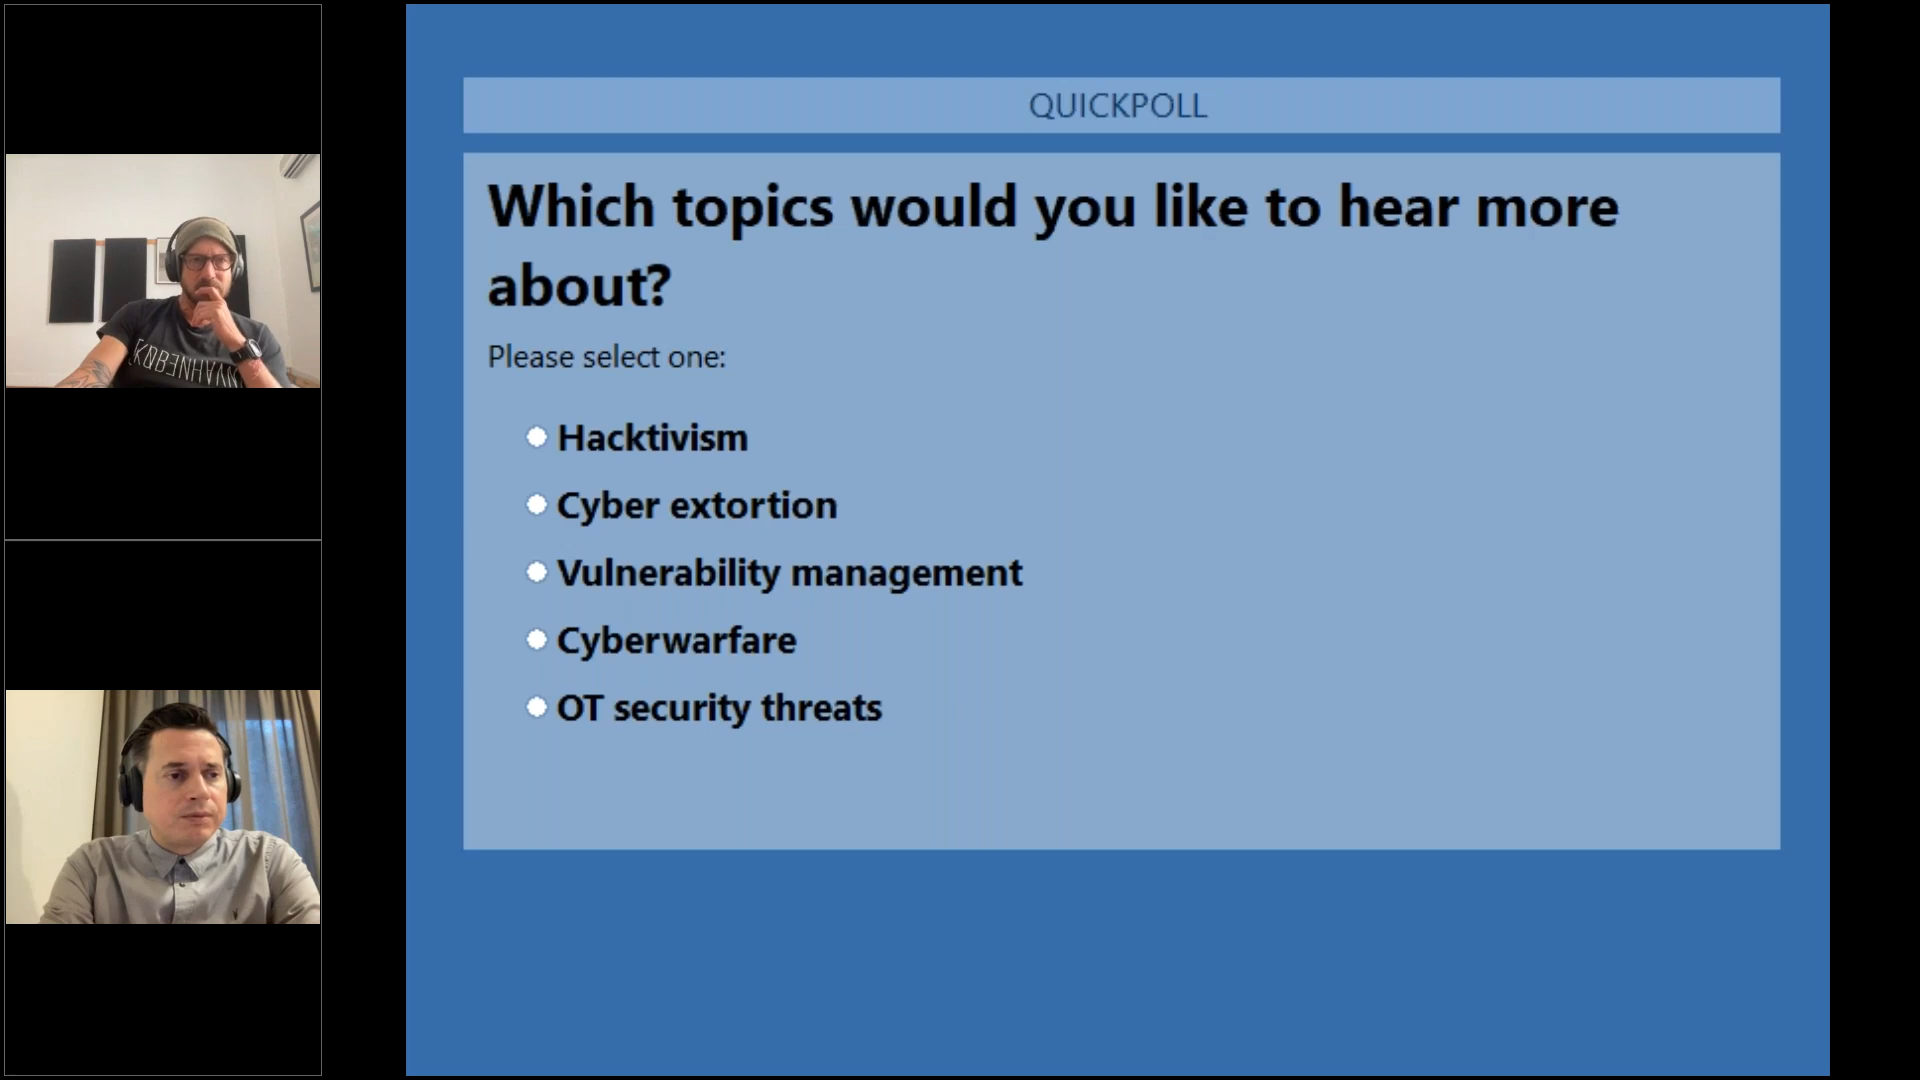 QUICKPOLL
Which topics would you like to hear more
about?
Please select one:
Hacktivism
Cyber extortion
Vulnerability management
Cyberwarfare
OT security threats